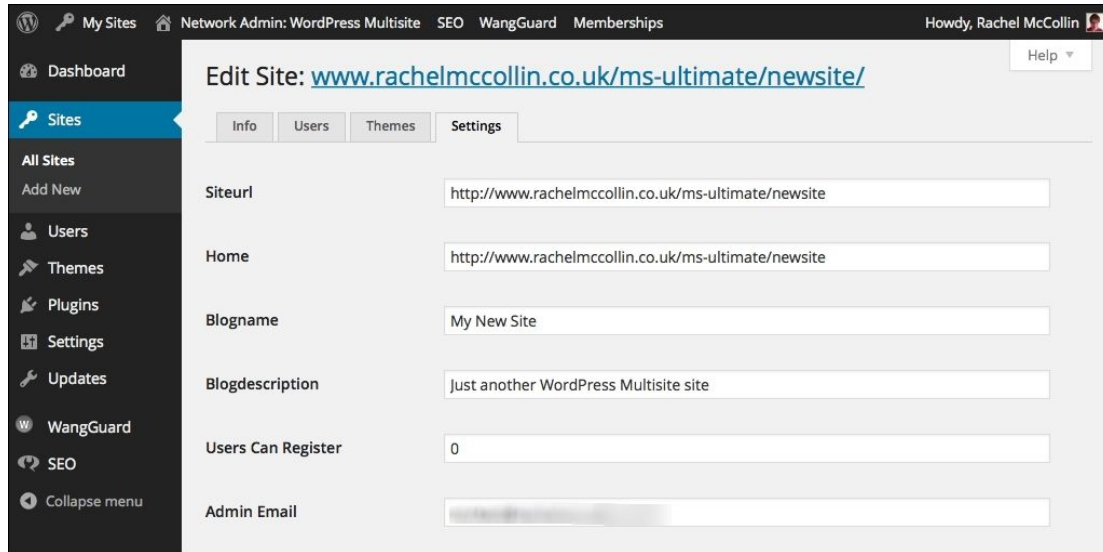 My Sites Network Admin: WordPress Multisite SEO WangGuard Memberships Howdy, Rachel McCollin
Help
Dashboard
Sites
All Sites
Add New
Users
Themes
Plugins
Settings
Updates
WangGuard
SEO
Collapse menu
Edit Site: www.rachelmccollin.co.uk/ms-ultimate/newsite/
Info Users Themes Settings
Siteurl http://www.rachelmccollin.co.uk/ms-ultimate/newsite
Home http://www.rachelmccollin.co.uk/ms-ultimate/newsite
Blogname My New Site
Blogdescription Just another WordPress Multisite site
Users Can Register 0
Admin Email